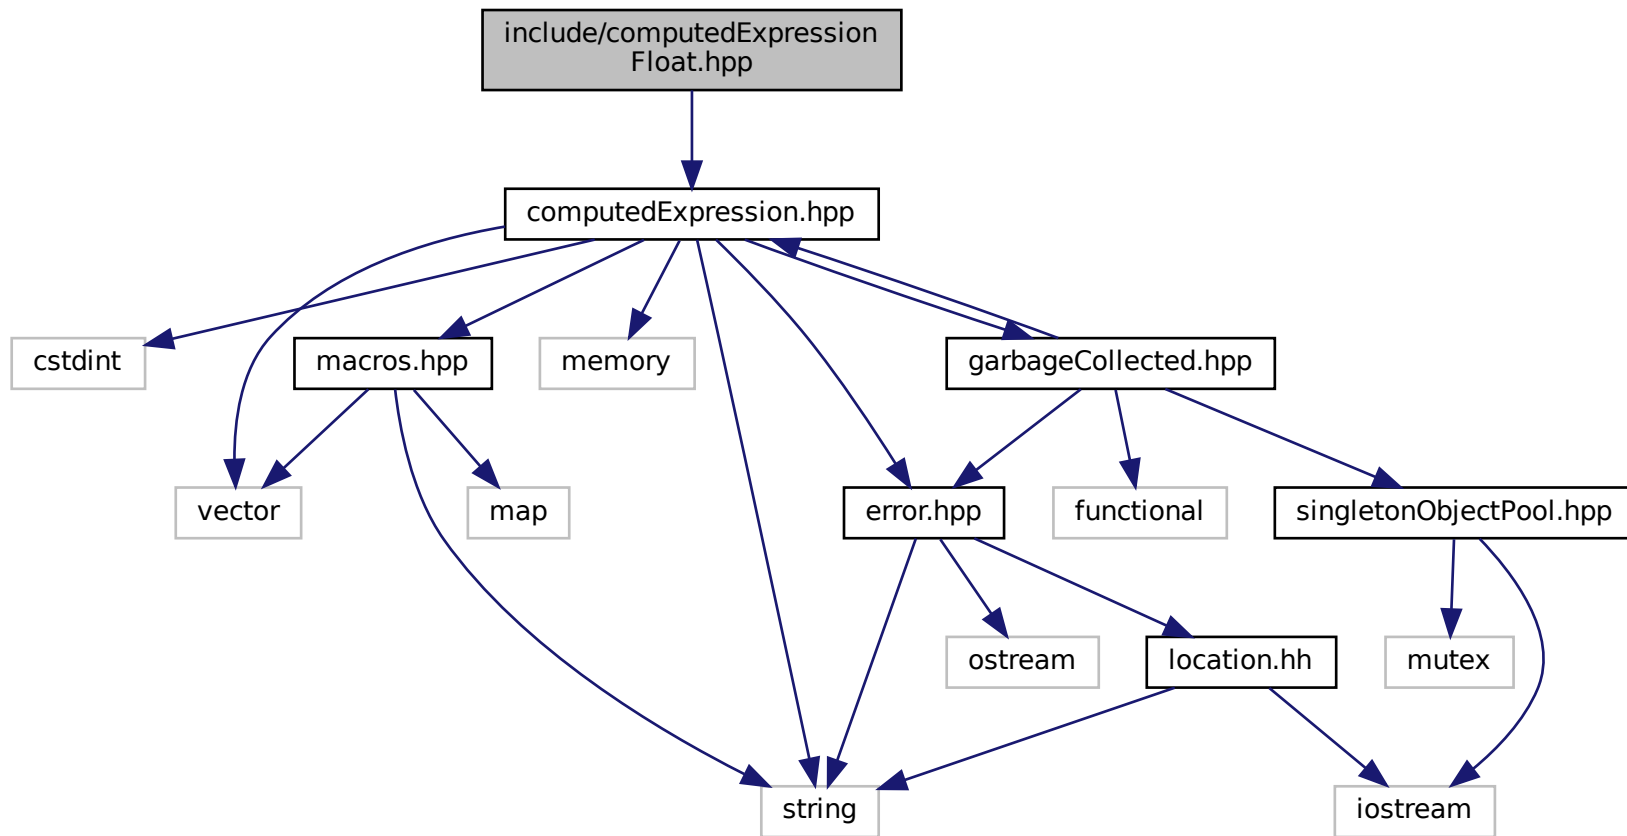 include/computedExpression
Float.hpp
computedExpression.hpp
cstdint
macros.hpp
memory
garbageCollected.hpp
vector
map
error.hpp
functional
singletonObjectPool.hpp
ostream
location.hh
mutex
string
iostream